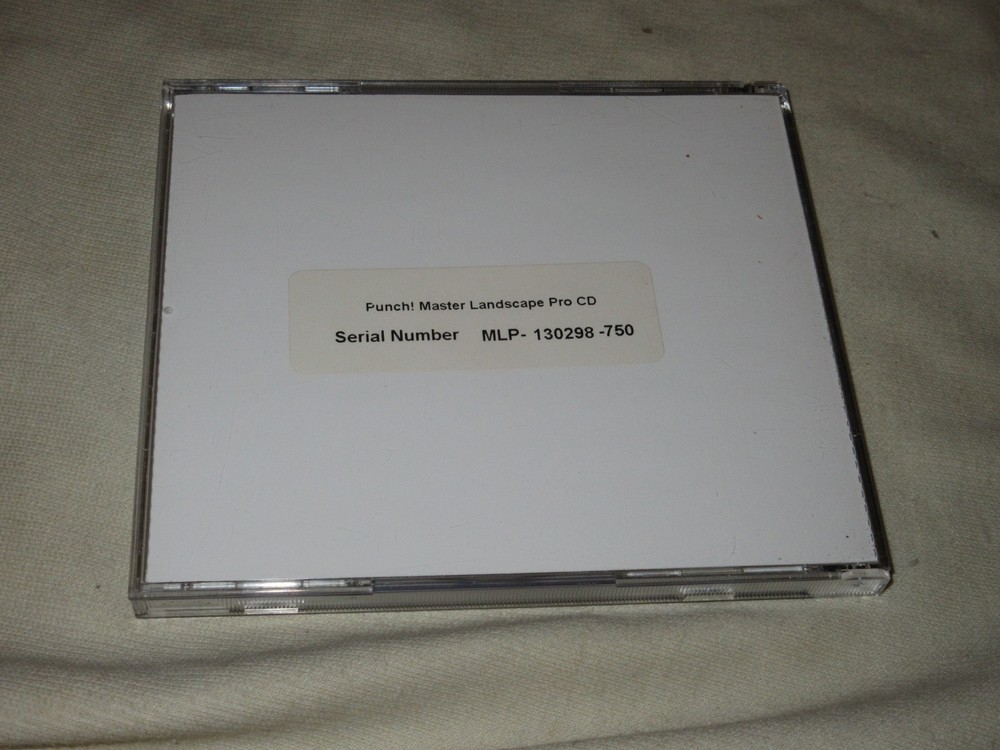 Punch! Master Landscape Pro CD
Serial Number MLP- 130298 -750